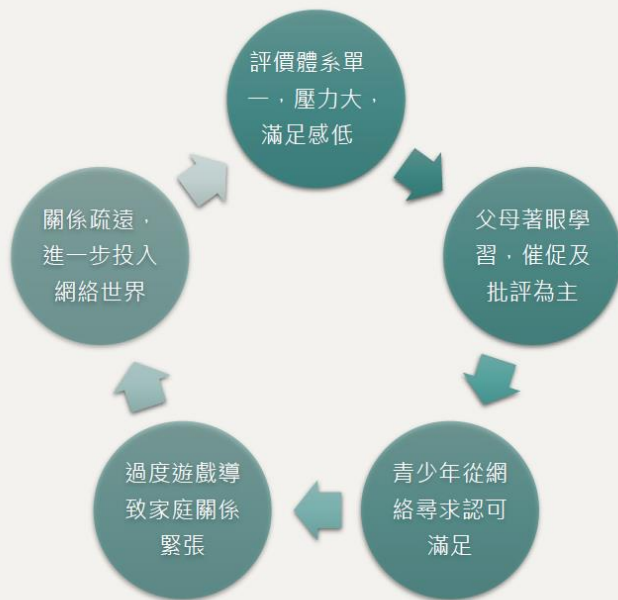 評價體系單
一，壓力大，
滿足感低
父母著眼學
習，催促及
批評為主
青少年從網
絡尋求認可
滿足
過度遊戲導
致家庭關係
緊張
關係疏遠，
進一步投入
網絡世界